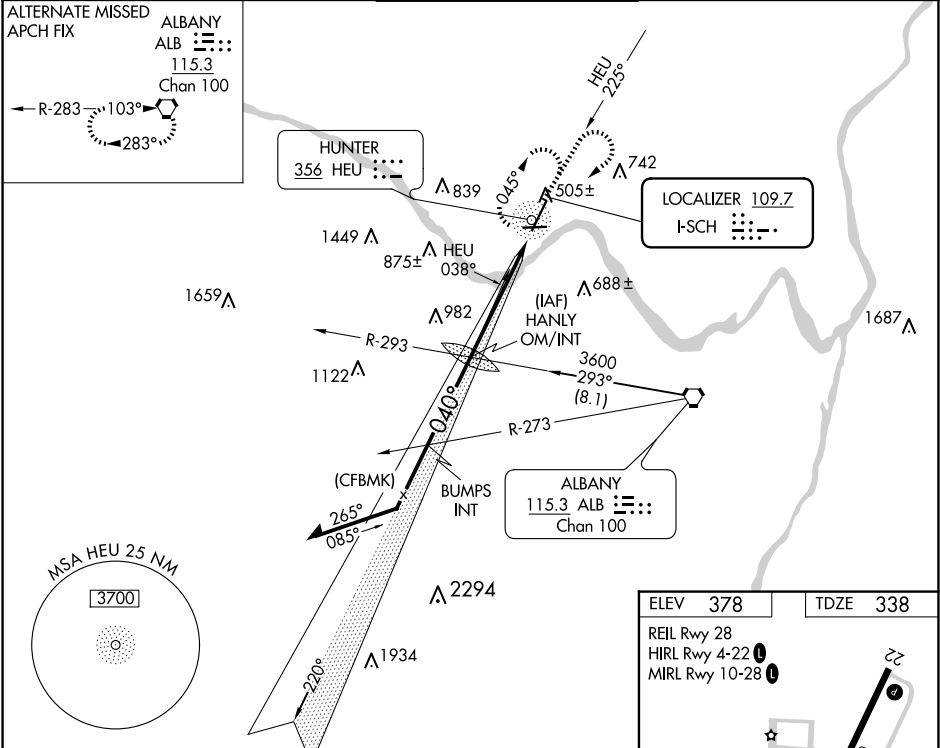 ALTERNATE MISSED
APCH FIX
ALBANY
ALB
115.3
Chan 100
R-283
103°
283°
HEU
225°
HUNTER
356 HEU
045°
839
742
505±
LOCALIZER 109.7
I-SCH
1449
875±
HEU
038°
688±
1659
982
(IAF)
HANLY
OM/INT
1687
R-293
3600
293°
(8.1)
1122
040°
R-273
(CFBMK)
BUMPS
INT
ALBANY
115.3 ALB
Chan 100
265°
085°
MSA HEU 25 NM
3700
2294
1934
220°
ELEV 378
TDZE 338
REIL Rwy 28
HIRL Rwy 4-22 L
MIRL Rwy 10-28 L
22
P